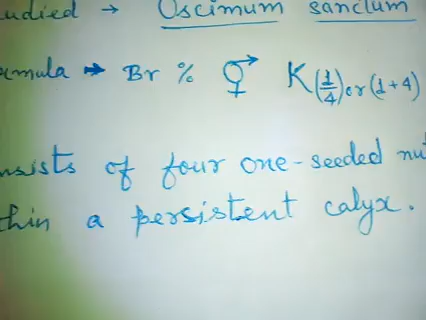 udied → Oscimum sanctum
rmula → Br % ⚥ K(1/4) or (1+4)
nsists of four one-seeded nu
thin a persistent calyx.